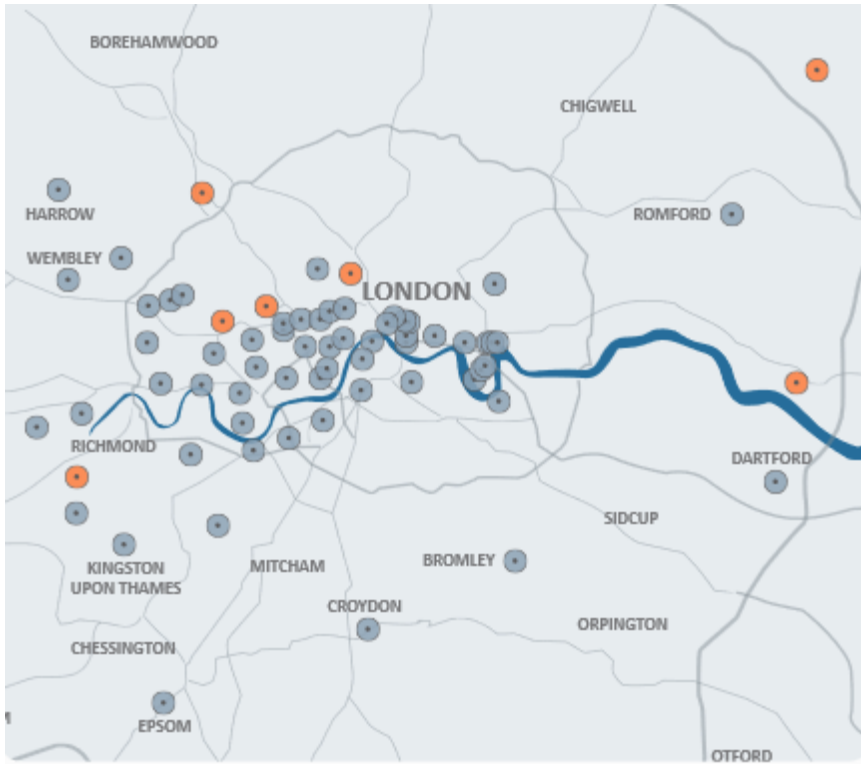 BOREHAMWOOD
CHIGWELL
HARROW
ROMFORD
WEMBLEY
LONDON
RICHMOND
DARTFORD
SIDCUP
BROMLEY
MITCHAM
KINGSTON
UPON THAMES
CROYDON
ORPINGTON
CHESSINGTON
EPSOM
OTFORD